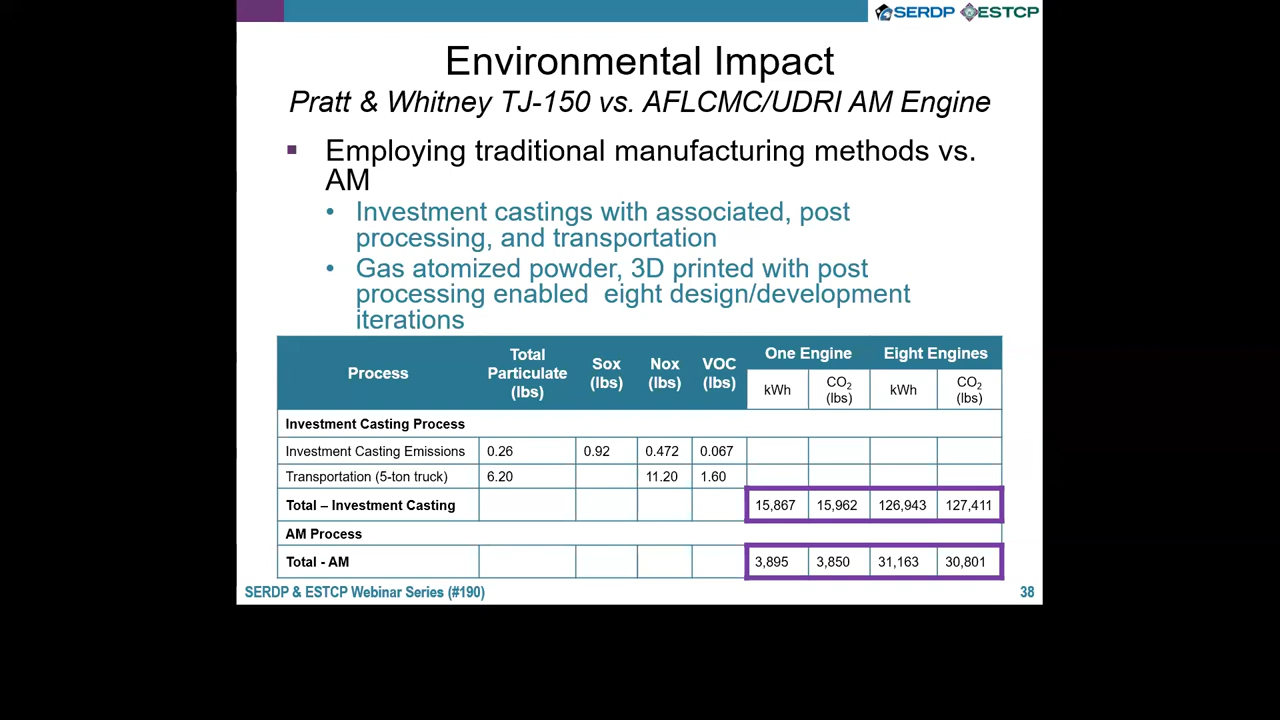 SERDP ESTCP
Environmental Impact
Pratt & Whitney TJ-150 vs. AFLCMC/UDRI AM Engine
▪ Employing traditional manufacturing methods vs.
AM
• Investment castings with associated, post
processing, and transportation
• Gas atomized powder, 3D printed with post
processing enabled eight design/development
iterations
Process Total Particulate (lbs) Sox (lbs) Nox (lbs) VOC (lbs) One Engine Eight Engines
kWh CO₂ (lbs) kWh CO₂ (lbs)
Investment Casting Process
Investment Casting Emissions 0.26 0.92 0.472 0.067
Transportation (5-ton truck) 6.20 11.20 1.60
Total – Investment Casting 15,867 15,962 126,943 127,411
AM Process
Total - AM 3,895 3,850 31,163 30,801
SERDP & ESTCP Webinar Series (#190) 38